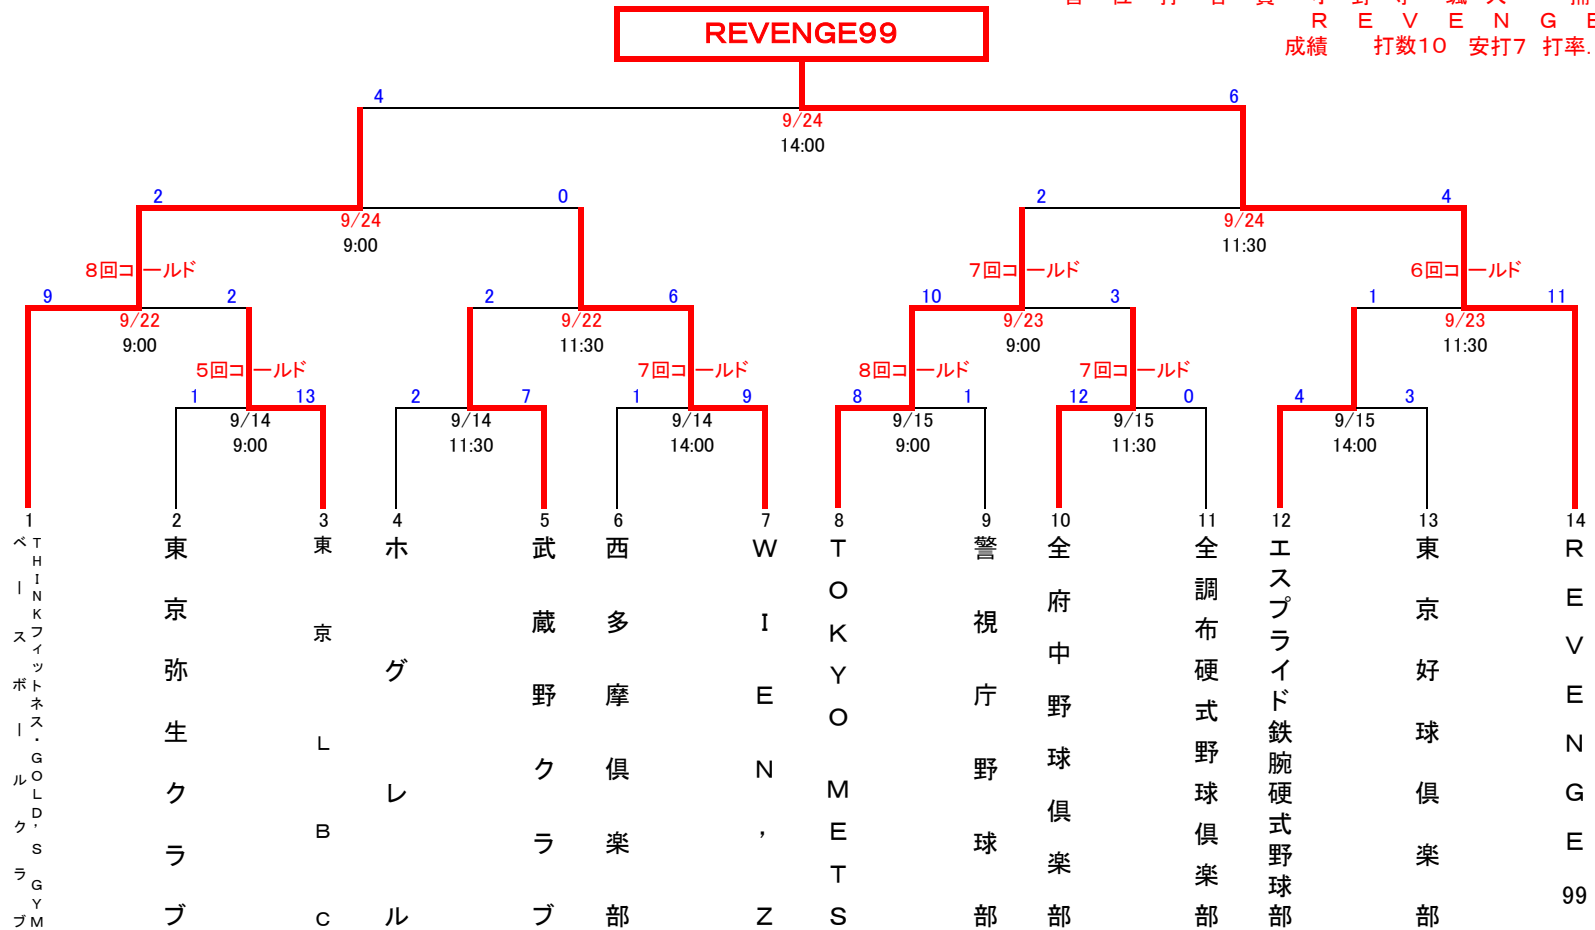 REVENGE99
ＲＥＶＥＮＧＥ
成績 打数10 安打7 打率.
4 6
9/24
14:00
2 0 2 4
9/24 9/24
9:00 11:30
8回コールド 7回コールド 6回コールド
9 2 2 6 10 3 1 11
9/22 9/22 9/23 9/23
9:00 11:30 9:00 11:30
5回コールド 7回コールド 8回コールド 7回コールド
1 13 2 7 1 9 8 1 12 0 4 3
9/14 9/14 9/14 9/15 9/15 9/15
9:00 11:30 14:00 9:00 11:30 14:00
1 2 3 4 5 6 7 8 9 10 11 12 13 14
THINKフィットネス・GOLD'S GYM
ベースボールクラブ
東京弥生クラブ
東京LBC
ホグレル
武蔵野クラブ
西多摩倶楽部
WIEN'Z
TOKYO METS
警視庁野球部
全府中野球倶楽部
全調布硬式野球倶楽部
エスプライド鉄腕硬式野球部
東京好球倶楽部
REVENGE99